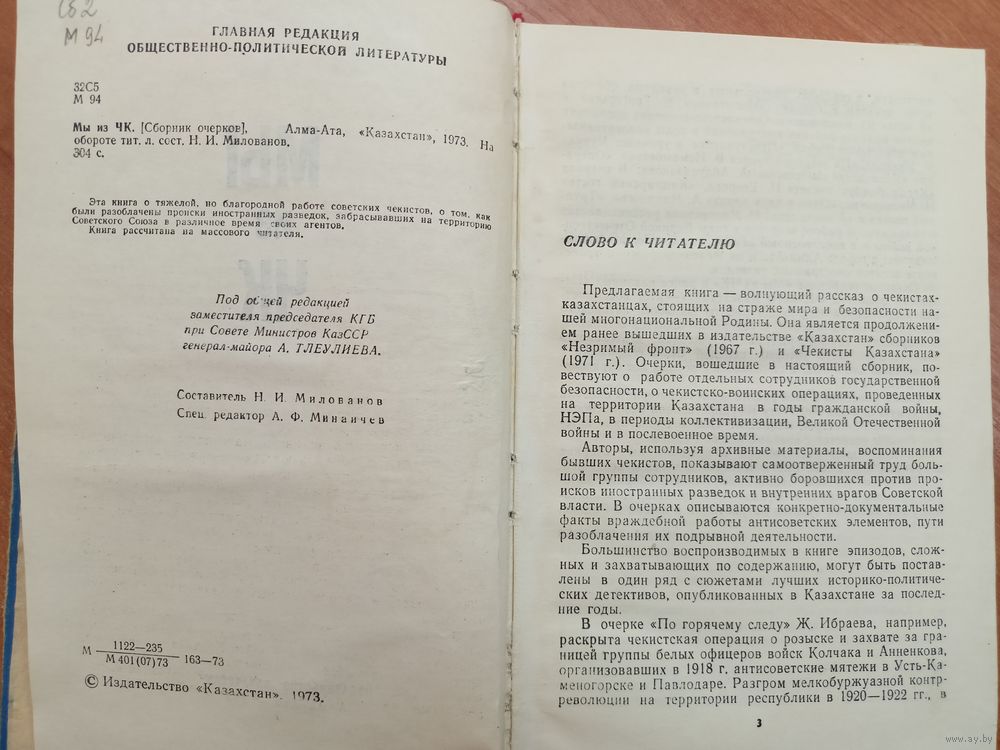 Сб2
М 94
ГЛАВНАЯ РЕДАКЦИЯ
ОБЩЕСТВЕННО-ПОЛИТИЧЕСКОЙ ЛИТЕРАТУРЫ
32С5
М 94
Мы из ЧК. [Сборник очерков], Алма-Ата, «Казахстан», 1973. На
обороте тит. л. сост. Н. И. Милованов.
304 с.
Эта книга о тяжелой, но благородной работе советских чекистов, о том, как
были разоблачены происки иностранных разведок, забрасывавших на территорию
Советского Союза в различное время своих агентов.
Книга рассчитана на массового читателя.
Под общей редакцией
заместителя председателя КГБ
при Совете Министров КазССР
генерал-майора А. ТЛЕУЛИЕВА.
Составитель Н. И. Милованов
Спец. редактор А. Ф. Минаичев
М 1122—235
М 401(07)73 163—73
© Издательство «Казахстан». 1973.
СЛОВО К ЧИТАТЕЛЮ
Предлагаемая книга — волнующий рассказ о чекистах-
казахстанцах, стоящих на страже мира и безопасности на-
шей многонациональной Родины. Она является продолжени-
ем ранее вышедших в издательстве «Казахстан» сборников
«Незримый фронт» (1967 г.) и «Чекисты Казахстана»
(1971 г.). Очерки, вошедшие в настоящий сборник, по-
вествуют о работе отдельных сотрудников государственной
безопасности, о чекистско-воинских операциях, проведенных
на территории Казахстана в годы гражданской войны,
НЭПа, в периоды коллективизации, Великой Отечественной
войны и в послевоенное время.
Авторы, используя архивные материалы, воспоминания
бывших чекистов, показывают самоотверженный труд боль-
шой группы сотрудников, активно боровшихся против про-
исков иностранных разведок и внутренних врагов Советской
власти. В очерках описываются конкретно-документальные
факты враждебной работы антисоветских элементов, пути
разоблачения их подрывной деятельности.
Большинство воспроизводимых в книге эпизодов, слож-
ных и захватывающих по содержанию, могут быть постав-
лены в один ряд с сюжетами лучших историко-политиче-
ских детективов, опубликованных в Казахстане за послед-
ние годы.
В очерке «По горячему следу» Ж. Ибраева, например,
раскрыта чекистская операция о розыске и захвате за гра-
ницей группы белых офицеров войск Колчака и Анненкова,
организовавших в 1918 г. антисоветские мятежи в Усть-Ка-
меногорске и Павлодаре. Разгром мелкобуржуазной контр-
революции на территории республики в 1920—1922 гг., в
3
www.ay.by